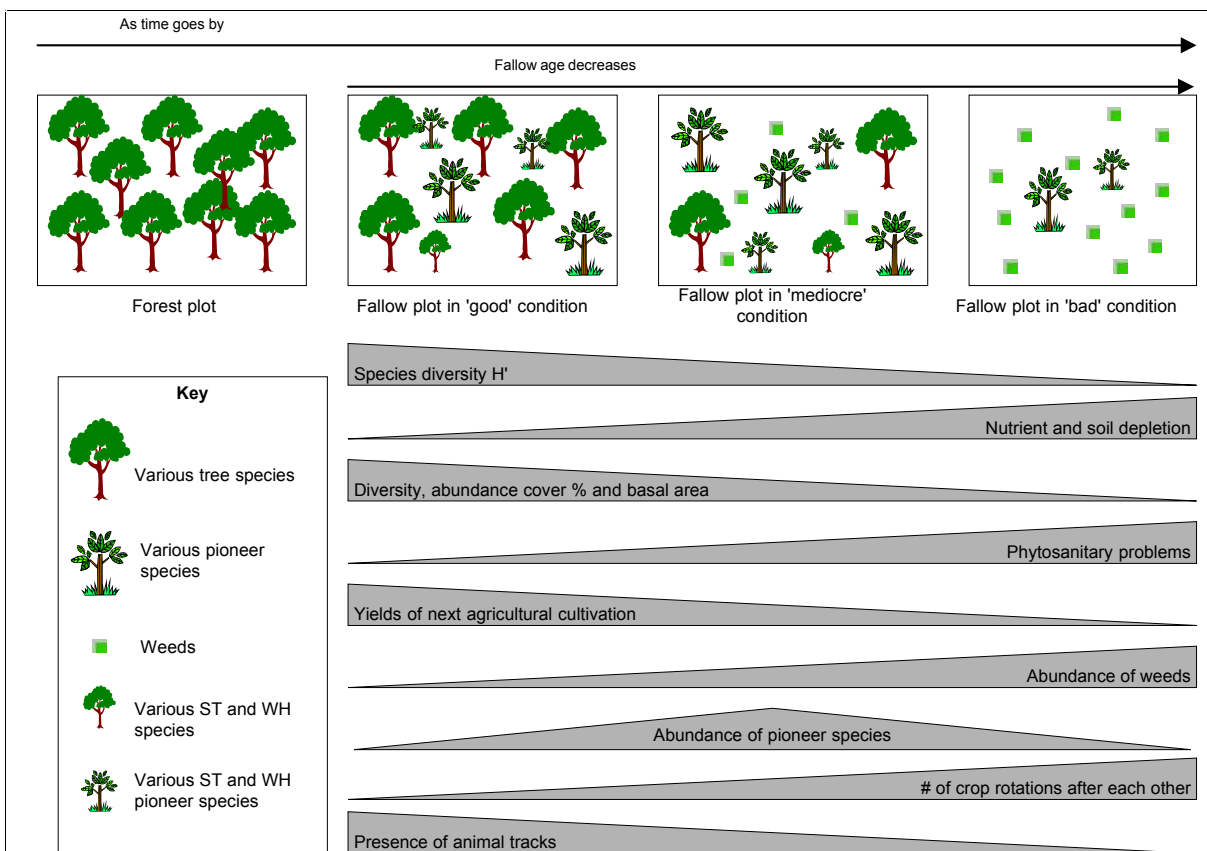 As time goes by
Fallow age decreases
Forest plot
Fallow plot in 'good' condition
Fallow plot in 'mediocre'
condition
Fallow plot in 'bad' condition
Species diversity H'
Key
Nutrient and soil depletion
Various tree species
Diversity, abundance cover % and basal area
Various pioneer
species
Phytosanitary problems
Yields of next agricultural cultivation
Weeds
Abundance of weeds
Various ST and WH
species
Abundance of pioneer species
Various ST and WH
pioneer species
# of crop rotations after each other
Presence of animal tracks